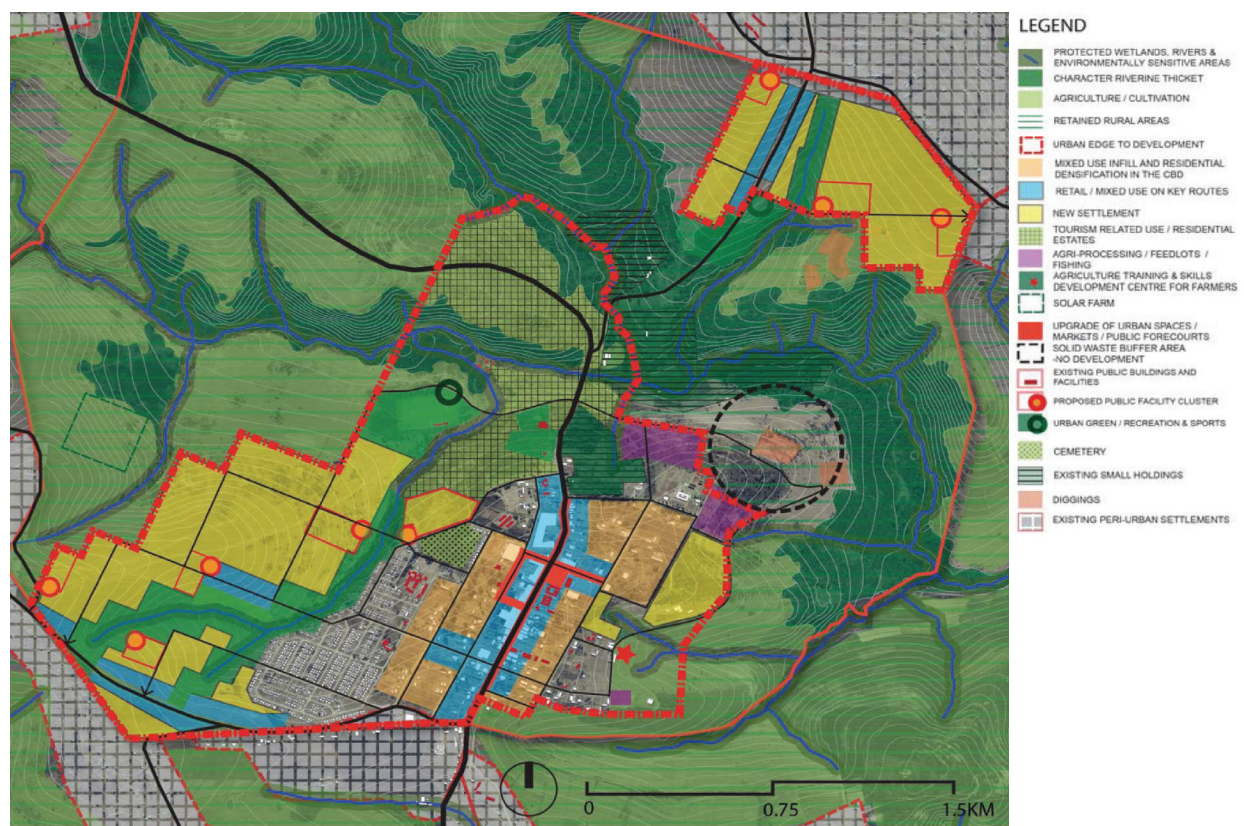 LEGEND
PROTECTED WETLANDS, RIVERS &
ENVIRONMENTALLY SENSITIVE AREAS
CHARACTER RIVERINE THICKET
AGRICULTURE / CULTIVATION
RETAINED RURAL AREAS
URBAN EDGE TO DEVELOPMENT
MIXED USE INFILL AND RESIDENTIAL
DENSIFICATION IN THE CBD
RETAIL / MIXED USE ON KEY ROUTES
NEW SETTLEMENT
TOURISM RELATED USE / RESIDENTIAL
ESTATES
AGRI-PROCESSING / FEEDLOTS /
FISHING
AGRICULTURE TRAINING & SKILLS
DEVELOPMENT CENTRE FOR FARMERS
SOLAR FARM
UPGRADE OF URBAN SPACES /
MARKETS / PUBLIC FORECOURTS
SOLID WASTE BUFFER AREA
-NO DEVELOPMENT
EXISTING PUBLIC BUILDINGS AND
FACILITIES
PROPOSED PUBLIC FACILITY CLUSTER
URBAN GREEN / RECREATION & SPORTS
CEMETERY
EXISTING SMALL HOLDINGS
DIGGINGS
EXISTING PERI-URBAN SETTLEMENTS
0 0.75 1.5KM